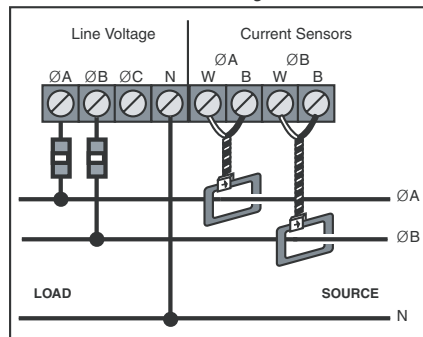 Line Voltage Current Sensors
ØA ØB
ØA ØB ØC N W B W B
ØA
ØB
LOAD SOURCE
N